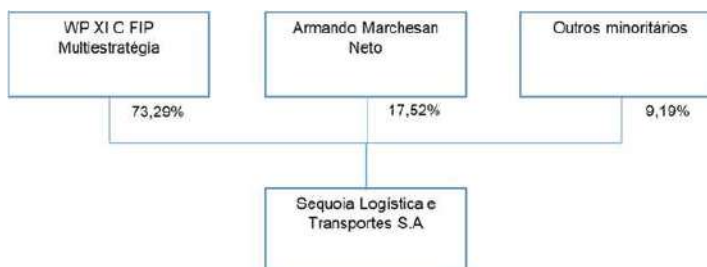 WP XI C FIP
Multiestratégia
Armando Marchesan
Neto
Outros minoritários
73,29%
17,52%
9,19%
Sequoia Logística e
Transportes S.A